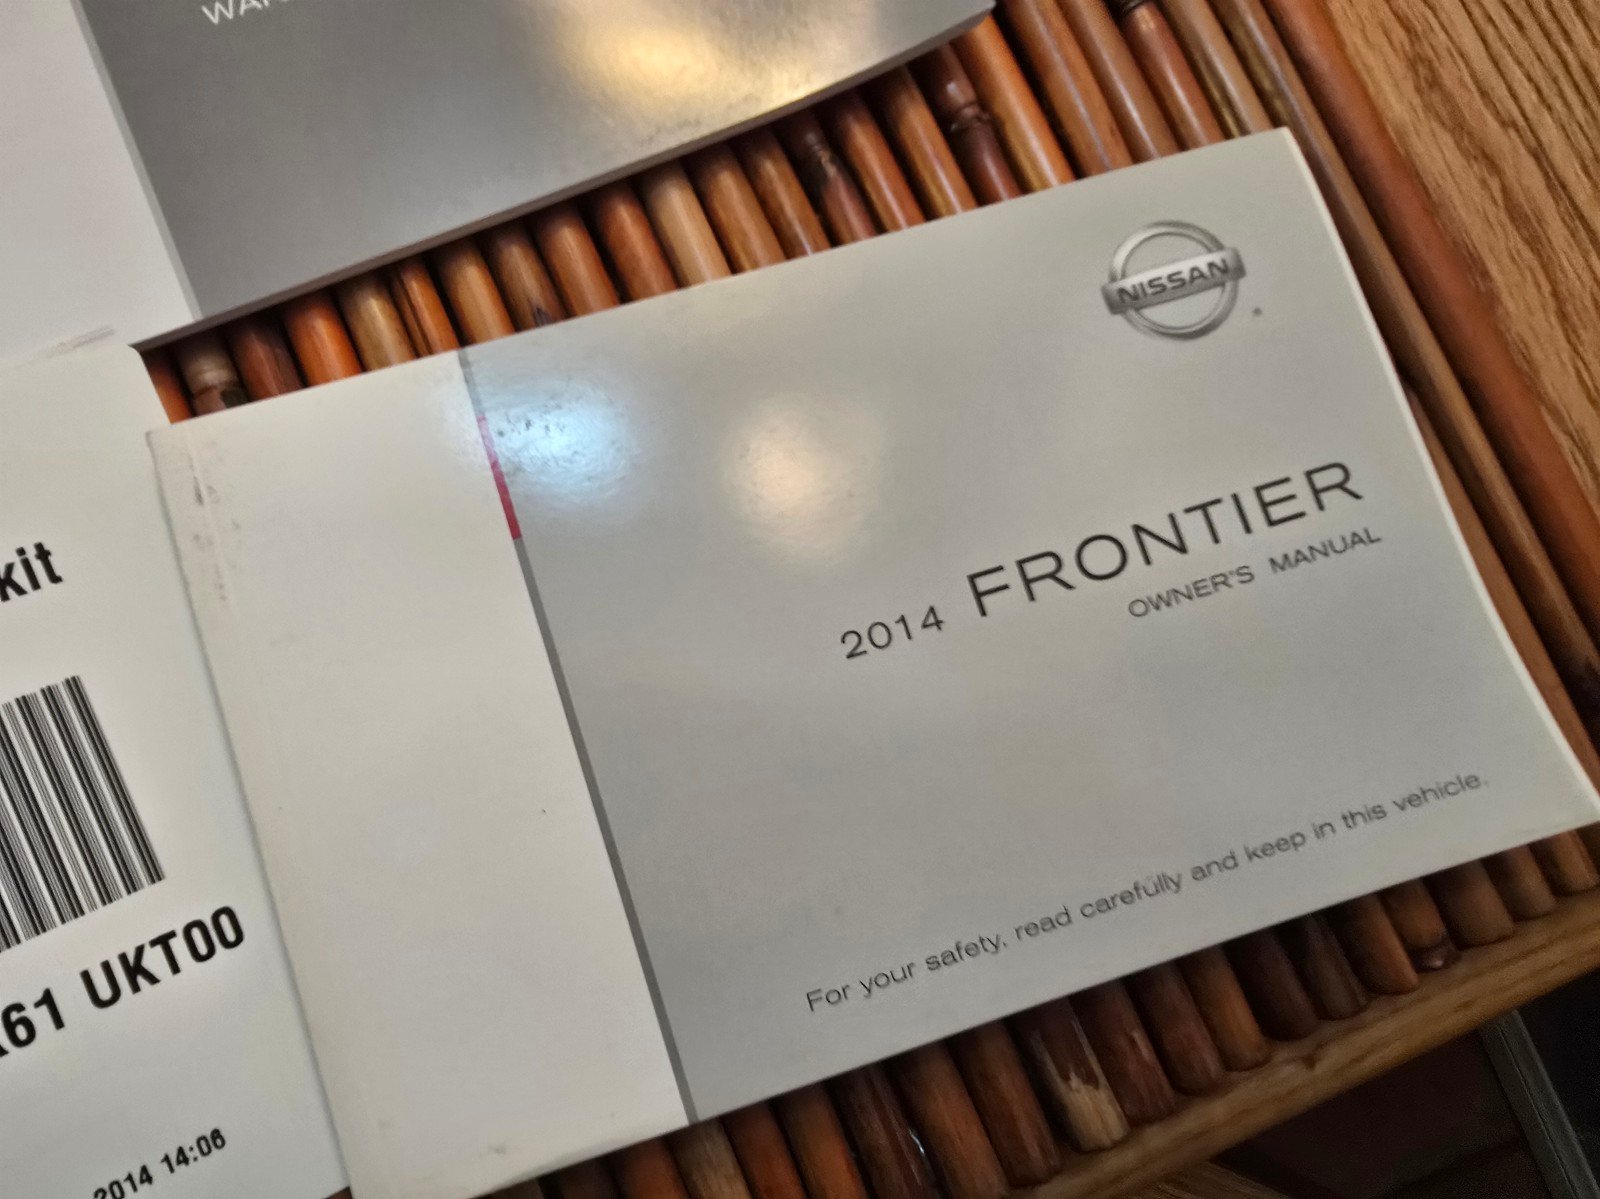 NISSAN
2014 FRONTIER
OWNER'S MANUAL
For your safety, read carefully and keep in this vehicle.
kit
61 UKT00
2014 14:06